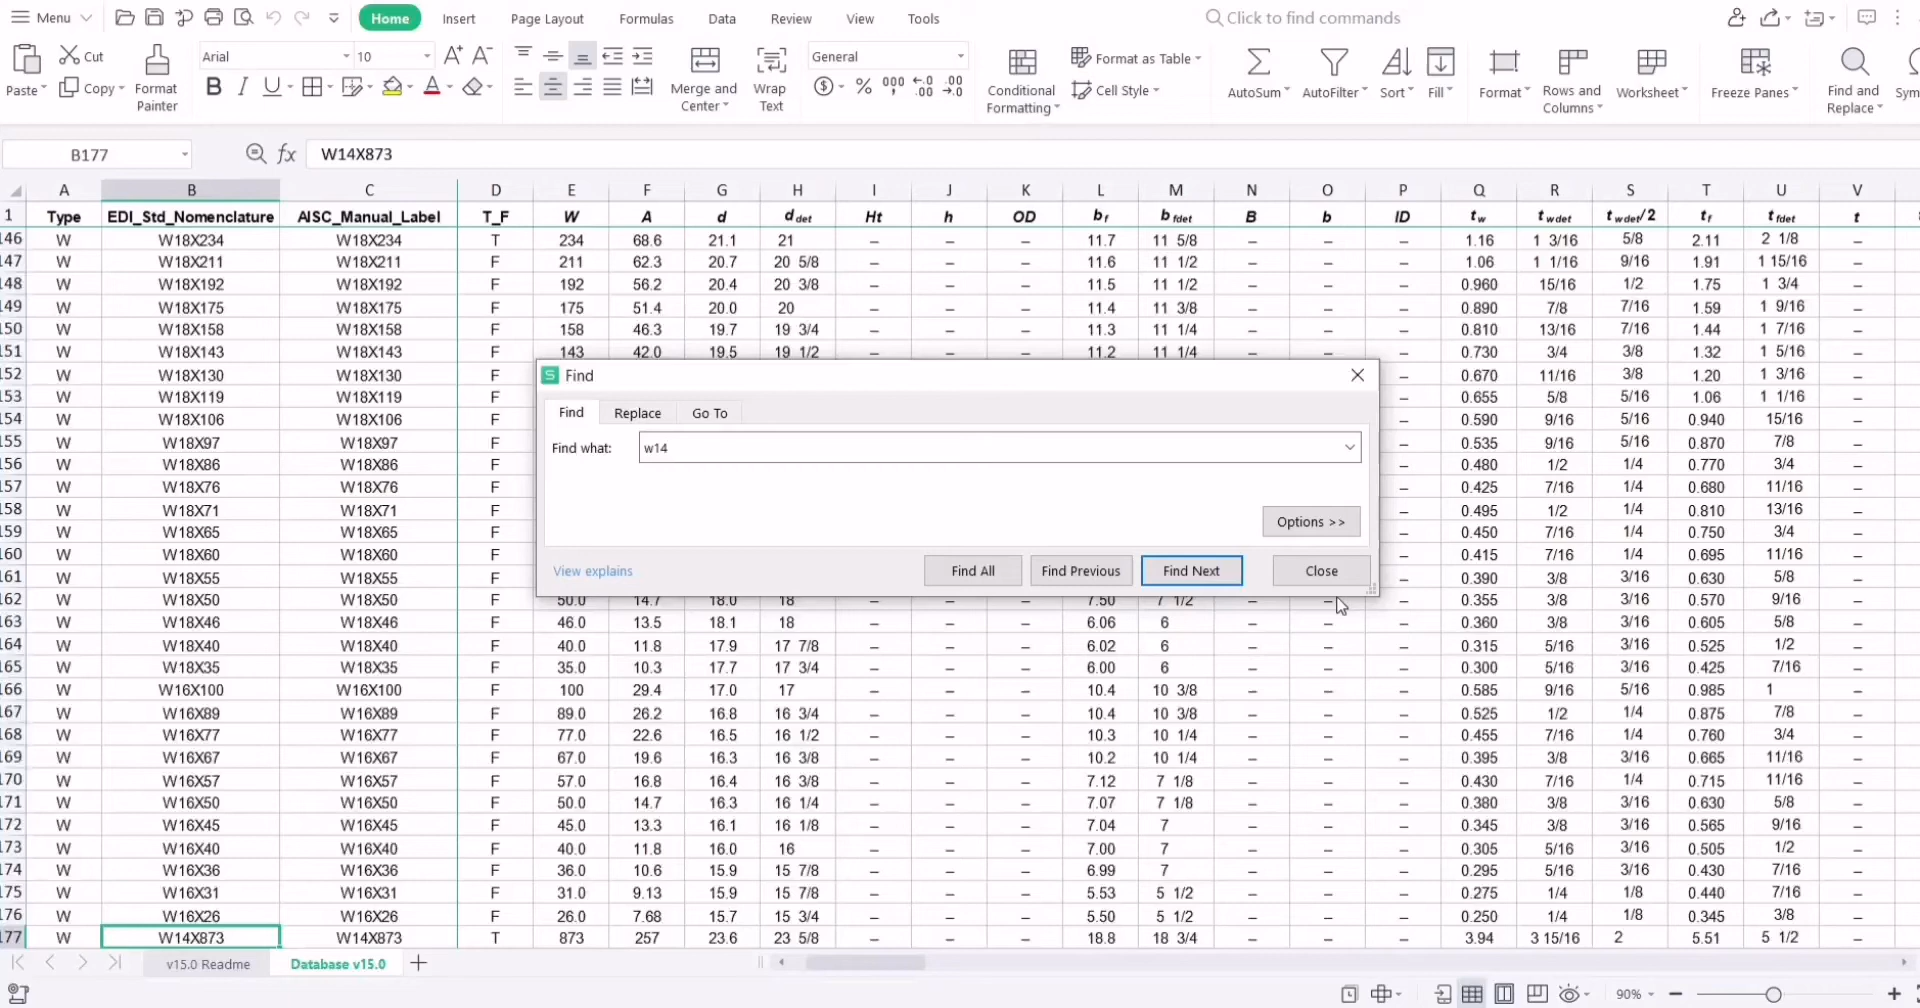 Menu Home Insert Page Layout Formulas Data Review View Tools Click to find commands
Paste Cut Copy Format Painter Arial 10 Merge and Center Wrap Text General Conditional Formatting Format as Table Cell Style AutoSum AutoFilter Sort Fill Format Rows and Columns Worksheet Freeze Panes Find and Replace Sym
B177 fx W14X873
A B C D E F G H I J K L M N O P Q R S T U V
1 Type EDI_Std_Nomenclature AISC_Manual_Label T_F W A d d det Ht h OD b f b fdet B b ID t w t wdet t wdet/2 t f t fdet t
146 W W18X234 W18X234 T 234 68.6 21.1 21 – – – 11.7 11 5/8 – – – 1.16 1 3/16 5/8 2.11 2 1/8 –
147 W W18X211 W18X211 F 211 62.3 20.7 20 5/8 – – – 11.6 11 1/2 – – – 1.06 1 1/16 9/16 1.91 1 15/16 –
148 W W18X192 W18X192 F 192 56.2 20.4 20 3/8 – – – 11.5 11 1/2 – – – 0.960 15/16 1/2 1.75 1 3/4 –
149 W W18X175 W18X175 F 175 51.4 20.0 20 – – – 11.4 11 3/8 – – – 0.890 7/8 7/16 1.59 1 9/16 –
150 W W18X158 W18X158 F 158 46.3 19.7 19 3/4 – – – 11.3 11 1/4 – – – 0.810 13/16 7/16 1.44 1 7/16 –
151 W W18X143 W18X143 F 143 42.0 19.5 19 1/2 – – – 11.2 11 1/4 – – – 0.730 3/4 3/8 1.32 1 5/16 –
152 W W18X130 W18X130 F – 0.670 11/16 3/8 1.20 1 3/16 –
153 W W18X119 W18X119 F – 0.655 5/8 5/16 1.06 1 1/16 –
154 W W18X106 W18X106 F – 0.590 9/16 5/16 0.940 15/16 –
155 W W18X97 W18X97 F – 0.535 9/16 5/16 0.870 7/8 –
156 W W18X86 W18X86 F – 0.480 1/2 1/4 0.770 3/4 –
157 W W18X76 W18X76 F – 0.425 7/16 1/4 0.680 11/16 –
158 W W18X71 W18X71 F – 0.495 1/2 1/4 0.810 13/16 –
159 W W18X65 W18X65 F – 0.450 7/16 1/4 0.750 3/4 –
160 W W18X60 W18X60 F – 0.415 7/16 1/4 0.695 11/16 –
161 W W18X55 W18X55 F – 0.390 3/8 3/16 0.630 5/8 –
162 W W18X50 W18X50 F 50.0 14.7 18.0 18 – – – 7.50 7 1/2 – – – 0.355 3/8 3/16 0.570 9/16 –
163 W W18X46 W18X46 F 46.0 13.5 18.1 18 – – – 6.06 6 – – – 0.360 3/8 3/16 0.605 5/8 –
164 W W18X40 W18X40 F 40.0 11.8 17.9 17 7/8 – – – 6.02 6 – – – 0.315 5/16 3/16 0.525 1/2 –
165 W W18X35 W18X35 F 35.0 10.3 17.7 17 3/4 – – – 6.00 6 – – – 0.300 5/16 3/16 0.425 7/16 –
166 W W16X100 W16X100 F 100 29.4 17.0 17 – – – 10.4 10 3/8 – – – 0.585 9/16 5/16 0.985 1 –
167 W W16X89 W16X89 F 89.0 26.2 16.8 16 3/4 – – – 10.4 10 3/8 – – – 0.525 1/2 1/4 0.875 7/8 –
168 W W16X77 W16X77 F 77.0 22.6 16.5 16 1/2 – – – 10.3 10 1/4 – – – 0.455 7/16 1/4 0.760 3/4 –
169 W W16X67 W16X67 F 67.0 19.6 16.3 16 3/8 – – – 10.2 10 1/4 – – – 0.395 3/8 3/16 0.665 11/16 –
170 W W16X57 W16X57 F 57.0 16.8 16.4 16 3/8 – – – 7.12 7 1/8 – – – 0.430 7/16 1/4 0.715 11/16 –
171 W W16X50 W16X50 F 50.0 14.7 16.3 16 1/4 – – – 7.07 7 1/8 – – – 0.380 3/8 3/16 0.630 5/8 –
172 W W16X45 W16X45 F 45.0 13.3 16.1 16 1/8 – – – 7.04 7 – – – 0.345 3/8 3/16 0.565 9/16 –
173 W W16X40 W16X40 F 40.0 11.8 16.0 16 – – – 7.00 7 – – – 0.305 5/16 3/16 0.505 1/2 –
174 W W16X36 W16X36 F 36.0 10.6 15.9 15 7/8 – – – 6.99 7 – – – 0.295 5/16 3/16 0.430 7/16 –
175 W W16X31 W16X31 F 31.0 9.13 15.9 15 7/8 – – – 5.53 5 1/2 – – – 0.275 1/4 1/8 0.440 7/16 –
176 W W16X26 W16X26 F 26.0 7.68 15.7 15 3/4 – – – 5.50 5 1/2 – – – 0.250 1/4 1/8 0.345 3/8 –
177 W W14X873 W14X873 T 873 257 23.6 23 5/8 – – – 18.8 18 3/4 – – – 3.94 3 15/16 2 5.51 5 1/2 –
Find
Find Replace Go To
Find what: w14
Options >>
View explains Find All Find Previous Find Next Close
v15.0 Readme Database v15.0
90%